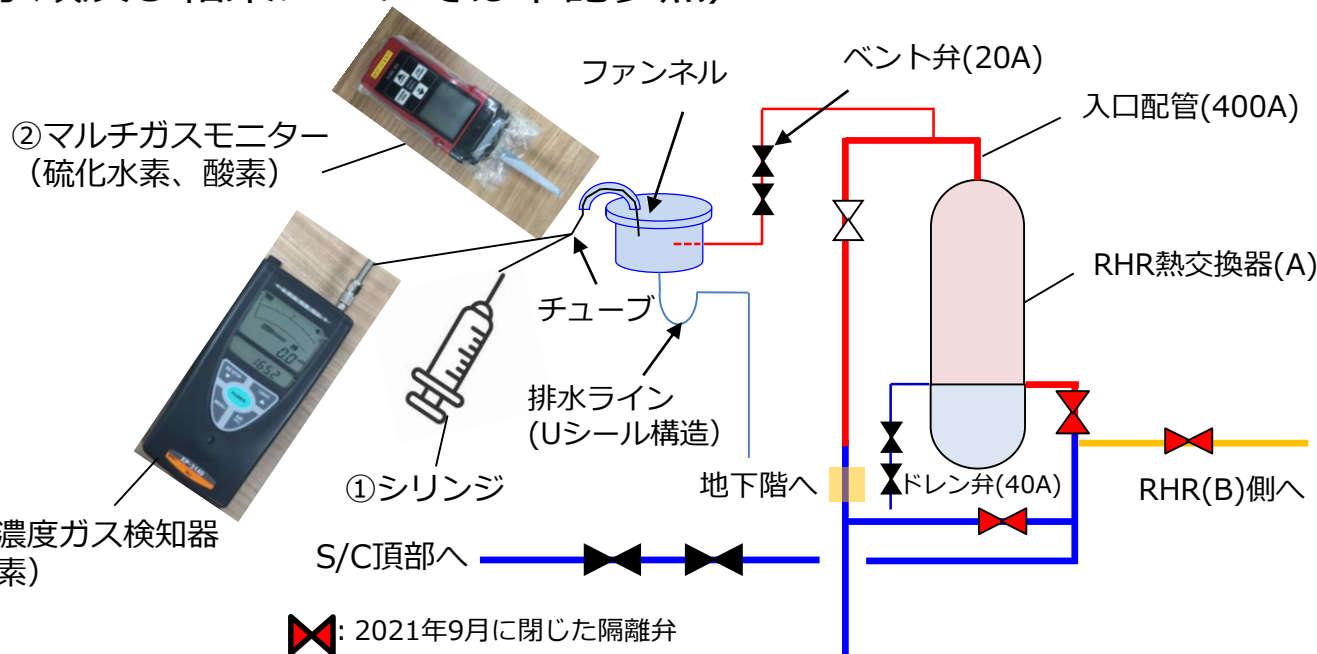 ファンネル
ベント弁(20A)
入口配管(400A)
②マルチガスモニター
(硫化水素、酸素)
RHR熱交換器(A)
チューブ
排水ライン
(Uシール構造)
①シリンジ
地下階へ
ドレン弁(40A)
RHR(B)側へ
濃度ガス検知器
素)
S/C頂部へ
: 2021年9月に閉じた隔離弁
0.0
1652